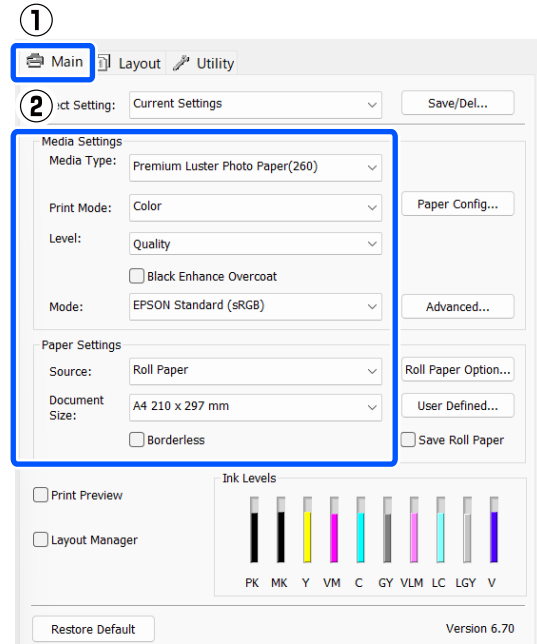 ①
Main Layout Utility
②
ect Setting: Current Settings Save/Del...
Media Settings
Media Type: Premium Luster Photo Paper(260)
Print Mode: Color Paper Config...
Level: Quality
Black Enhance Overcoat
Mode: EPSON Standard (sRGB) Advanced...
Paper Settings
Source: Roll Paper Roll Paper Option...
Document
Size: A4 210 x 297 mm User Defined...
Borderless Save Roll Paper
Ink Levels
Print Preview
Layout Manager
PK MK Y VM C GY VLM LC LGY V
Restore Default Version 6.70